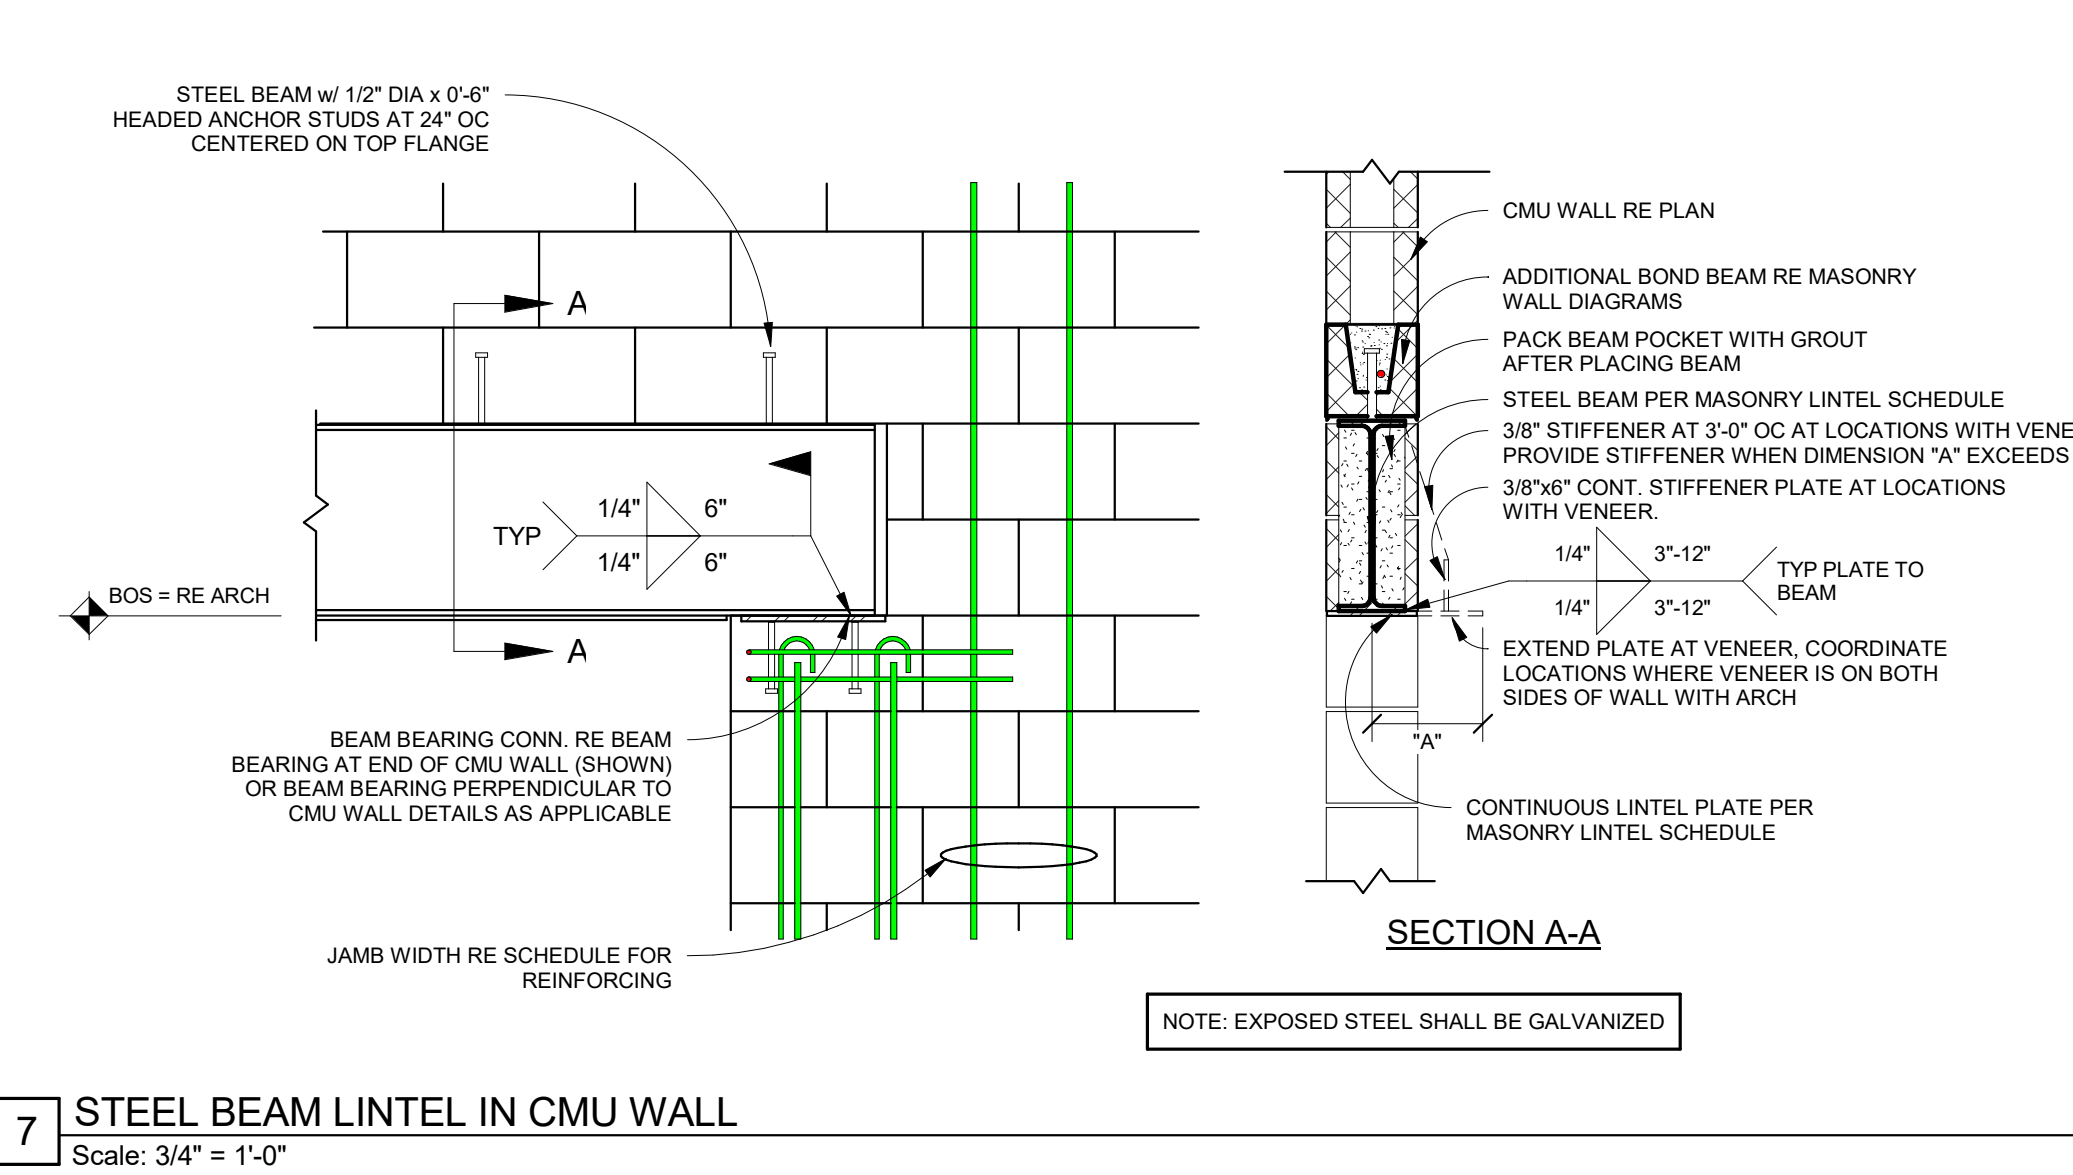 STEEL BEAM w/ 1/2" DIA x 0'-6"
HEADED ANCHOR STUDS AT 24" OC
CENTERED ON TOP FLANGE
A
TYP
1/4"
6"
1/4"
6"
BOS = RE ARCH
A
BEAM BEARING CONN. RE BEAM
BEARING AT END OF CMU WALL (SHOWN)
OR BEAM BEARING PERPENDICULAR TO
CMU WALL DETAILS AS APPLICABLE
JAMB WIDTH RE SCHEDULE FOR
REINFORCING
CMU WALL RE PLAN
ADDITIONAL BOND BEAM RE MASONRY
WALL DIAGRAMS
PACK BEAM POCKET WITH GROUT
AFTER PLACING BEAM
STEEL BEAM PER MASONRY LINTEL SCHEDULE
3/8" STIFFENER AT 3'-0" OC AT LOCATIONS WITH VENE
PROVIDE STIFFENER WHEN DIMENSION "A" EXCEEDS
3/8"x6" CONT. STIFFENER PLATE AT LOCATIONS
WITH VENEER.
1/4"
3"-12"
1/4"
3"-12"
TYP PLATE TO
BEAM
EXTEND PLATE AT VENEER, COORDINATE
LOCATIONS WHERE VENEER IS ON BOTH
SIDES OF WALL WITH ARCH
"A"
CONTINUOUS LINTEL PLATE PER
MASONRY LINTEL SCHEDULE
SECTION A-A
NOTE: EXPOSED STEEL SHALL BE GALVANIZED
7
STEEL BEAM LINTEL IN CMU WALL
Scale: 3/4" = 1'-0"